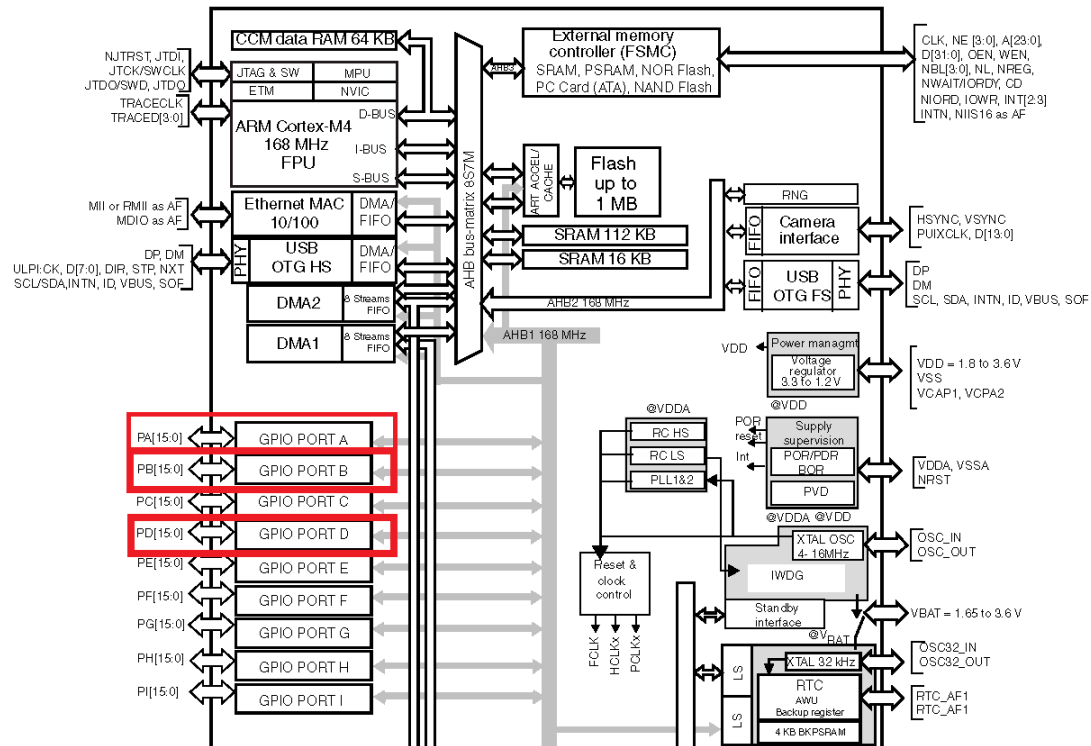 CCM data RAM 64 KB
NJTRST, JTDI,
JTCK/SWCLK
JTDO/SWD, JTDO
TRACECLK
TRACED[3:0]
JTAG & SW
MPU
ETM
NVIC
ARM Cortex-M4
168 MHz
FPU
D-BUS
I-BUS
S-BUS
MII or RMII as AF
MDIO as AF
Ethernet MAC
10/100
DMA/
FIFO
DP, DM
ULPI:CK, D[7:0], DIR, STP, NXT
SCL/SDA,INTN, ID, VBUS, SOF
PHY
USB
OTG HS
DMA/
FIFO
DMA2
8 Streams
FIFO
DMA1
8 Streams
FIFO
AHB bus-matrix 8S7M
AHB3
External memory
controller (FSMC)
SRAM, PSRAM, NOR Flash,
PC Card (ATA), NAND Flash
CLK, NE [3:0], A[23:0],
D[31:0], OEN, WEN,
NBL[3:0], NL, NREG,
NWAIT/IORDY, CD
NIORD, IOWR, INT[2:3]
INTN, NIIS16 as AF
ART ACCEL/
CACHE
Flash
up to
1 MB
SRAM 112 KB
SRAM 16 KB
AHB2 168 MHz
AHB1 168 MHz
RNG
FIFO
Camera
interface
HSYNC, VSYNC
PUIXCLK, D[13:0]
FIFO
USB
OTG FS
PHY
DP
DM
SCL, SDA, INTN, ID, VBUS, SOF
VDD
Power managmt
Voltage
regulator
3.3 to 1.2 V
@VDD
VDD = 1.8 to 3.6 V
VSS
VCAP1, VCPA2
@VDDA
RC HS
RC LS
PLL1&2
POR
reset
Int
Supply
supervision
POR/PDR
BOR
PVD
VDDA, VSSA
NRST
@VDDA @VDD
XTAL OSC
4- 16MHz
OSC_IN
OSC_OUT
IWDG
Reset &
clock
control
FCLK
HCLKx
PCLKx
Standby
interface
VBAT = 1.65 to 3.6 V
@VBAT
LS
XTAL 32 kHz
OSC32_IN
OSC32_OUT
LS
RTC
AWU
Backup register
4 KB BKPSRAM
RTC_AF1
RTC_AF1
PA[15:0]
GPIO PORT A
PB[15:0]
GPIO PORT B
PC[15:0]
GPIO PORT C
PD[15:0]
GPIO PORT D
PE[15:0]
GPIO PORT E
PF[15:0]
GPIO PORT F
PG[15:0]
GPIO PORT G
PH[15:0]
GPIO PORT H
PI[15:0]
GPIO PORT I